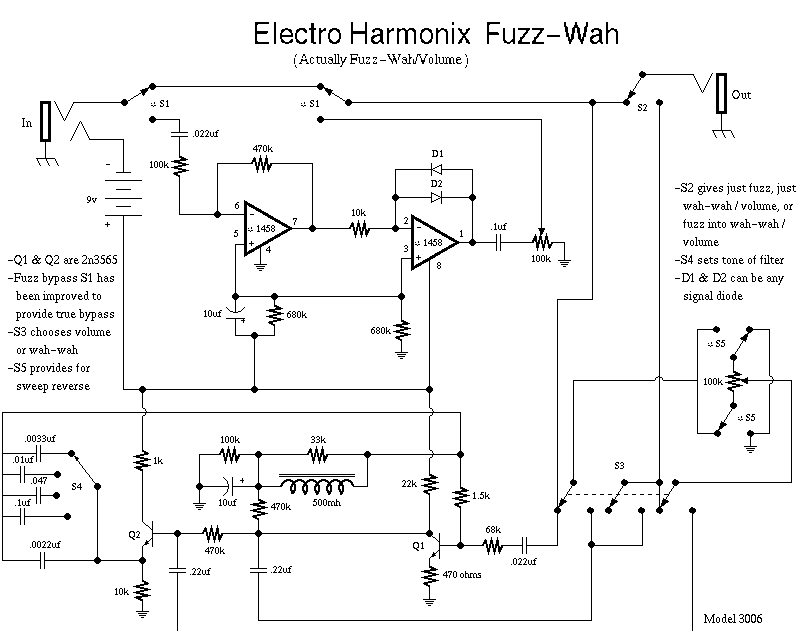 Electro Harmonix Fuzz-Wah
( Actually Fuzz-Wah/Volume )
In
Out
S1
S1
S2
.022uf
100k
470k
-
9v
+
6
-
7
5
+
1458
4
10k
D1
D2
2
-
1
3
+
1458
8
.1uf
100k
-S2 gives just fuzz, just
wah-wah / volume, or
fuzz into wah-wah /
volume
-S4 sets tone of filter
-D1 & D2 can be any
signal diode
-Q1 & Q2 are 2n3565
-Fuzz bypass S1 has
been improved to
provide true bypass
-S3 chooses volume
or wah-wah
-S5 provides for
sweep reverse
10uf
+
680k
680k
S5
100k
S5
.0033uf
.01uf
.047
.1uf
S4
.0022uf
1k
100k
33k
10uf
+
500mh
470k
22k
1.5k
S3
Q2
470k
Q1
68k
.022uf
10k
.22uf
.22uf
470 ohms
Model 3006